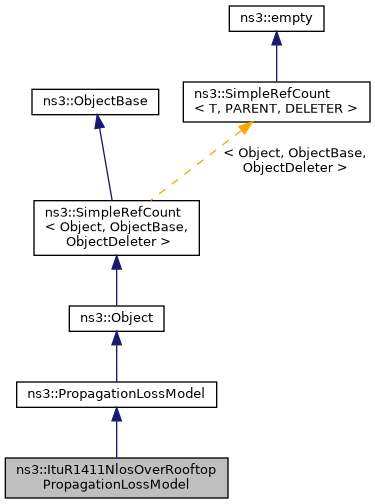 ns3::empty
ns3::ObjectBase
ns3::SimpleRefCount
< T, PARENT, DELETER >
< Object, ObjectBase,
ObjectDeleter >
ns3::SimpleRefCount
< Object, ObjectBase,
ObjectDeleter >
ns3::Object
ns3::PropagationLossModel
ns3::ItuR1411NlosOverRooftop
PropagationLossModel